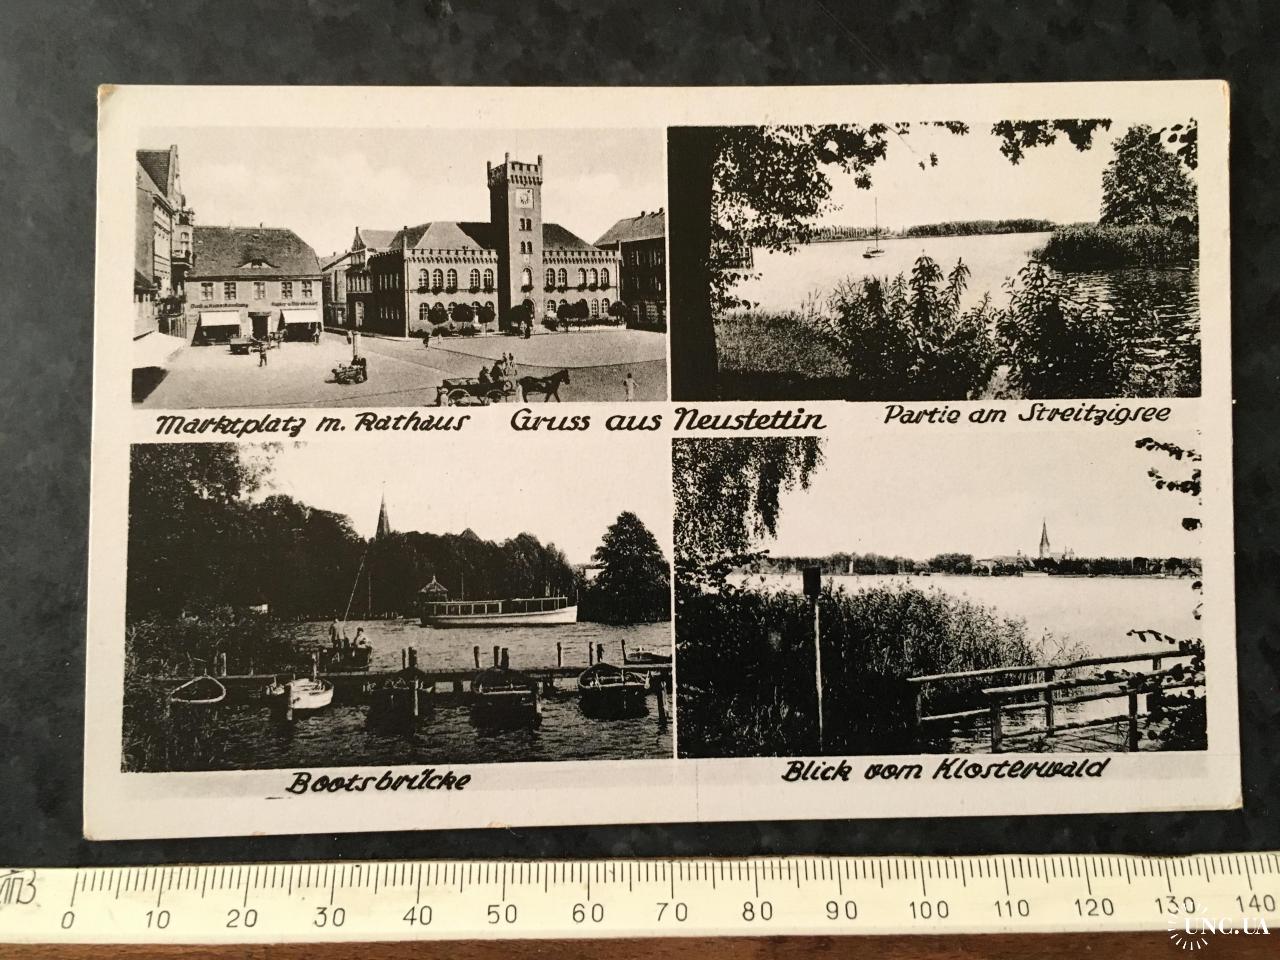 Marktplatz m. Rathaus
Gruss aus Neustettin
Partie am Streitzigsee
Bootsbrücke
Blick vom Klosterwald
0 10 20 30 40 50 60 70 80 90 100 110 120 130 140
UNC.UA